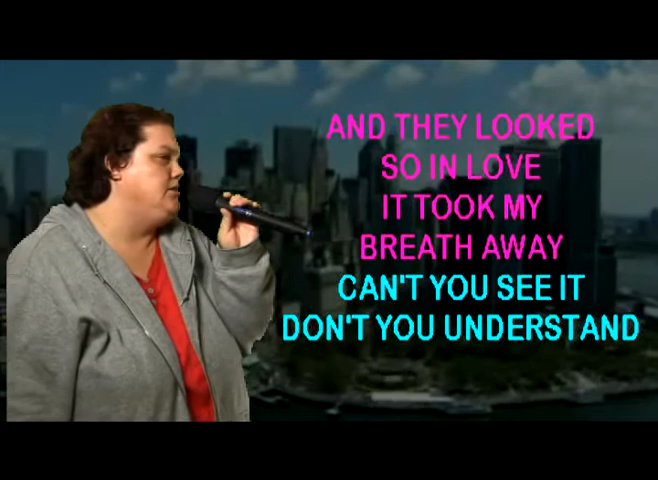 AND THEY LOOKED
SO IN LOVE
IT TOOK MY
BREATH AWAY
CAN'T YOU SEE IT
DON'T YOU UNDERSTAND